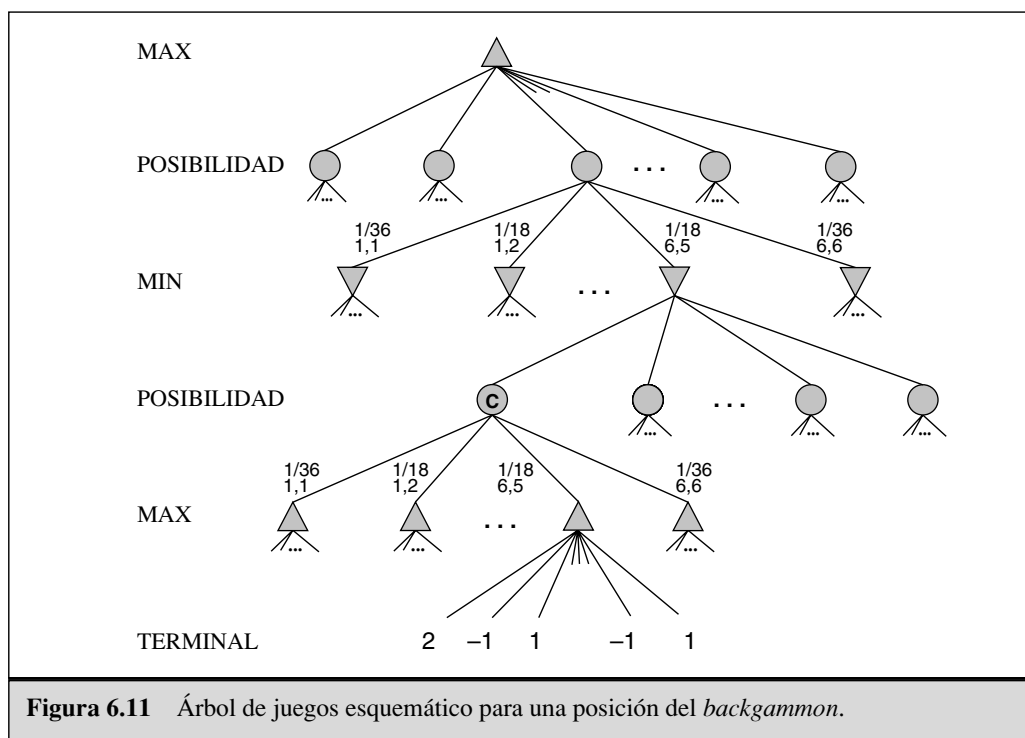 MAX
POSIBILIDAD
. . .
... ... ... ... ...
1/36 1/18 1/18 1/36
1,1 1,2 6,5 6,6
MIN
. . .
... ... ...
POSIBILIDAD
C
. . .
... ... ...
1/36 1/18 1/18 1/36
1,1 1,2 6,5 6,6
MAX
. . .
... ... ...
TERMINAL 2 –1 1 –1 1
Figura 6.11 Árbol de juegos esquemático para una posición del backgammon.